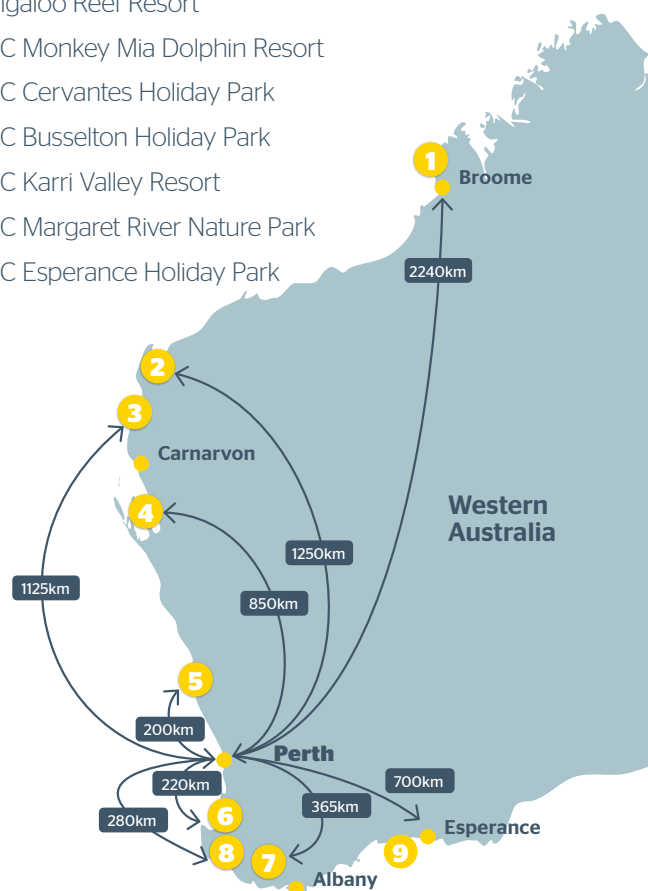 ngaloo Reef Resort
C Monkey Mia Dolphin Resort
C Cervantes Holiday Park
C Busselton Holiday Park
C Karri Valley Resort
C Margaret River Nature Park
C Esperance Holiday Park
1
Broome
2240km
2
3
Carnarvon
4
Western
Australia
1250km
1125km
850km
5
200km
Perth
700km
220km
365km
280km
6
Esperance
8
7
9
Albany